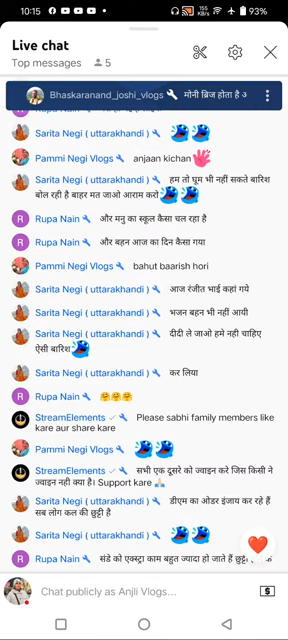 10:15
155 KB/s
93%
Live chat
Top messages 5
Bhaskaranand_joshi_vlogs मोनी ब्रिज होता है
Sarita Negi ( uttarakhandi )
Pammi Negi Vlogs anjaan kichan
Sarita Negi ( uttarakhandi ) हम तो घूम भी नहीं सकते बारिश
बोल रही है बाहर मत जाओ आराम करो
Rupa Nain और मनु का स्कूल कैसा चल रहा है
Rupa Nain और बहन आज का दिन कैसा गया
Pammi Negi Vlogs bahut baarish hori
Sarita Negi ( uttarakhandi ) आज रंजीत भाई कहां गये
Sarita Negi ( uttarakhandi ) भजन बहन भी नहीं आयी
Sarita Negi ( uttarakhandi ) दीदी ले जाओ हमे नही चाहिए
ऐसी बारिश
Sarita Negi ( uttarakhandi ) कर लिया
Rupa Nain
StreamElements Please sabhi family members like
kare aur share kare
Pammi Negi Vlogs
StreamElements सभी एक दूसरे को ज्वाइन करे जिस किसी ने
ज्वाइन नही क्या है। Support kare
Sarita Negi ( uttarakhandi ) डीएम का ओडर इंजाय कर रहे हैं
सब लोग कल की छुट्टी है
Sarita Negi ( uttarakhandi )
Rupa Nain संडे को एक्स्ट्रा काम बहुत ज्यादा हो जाते हैं
Chat publicly as Anjli Vlogs...